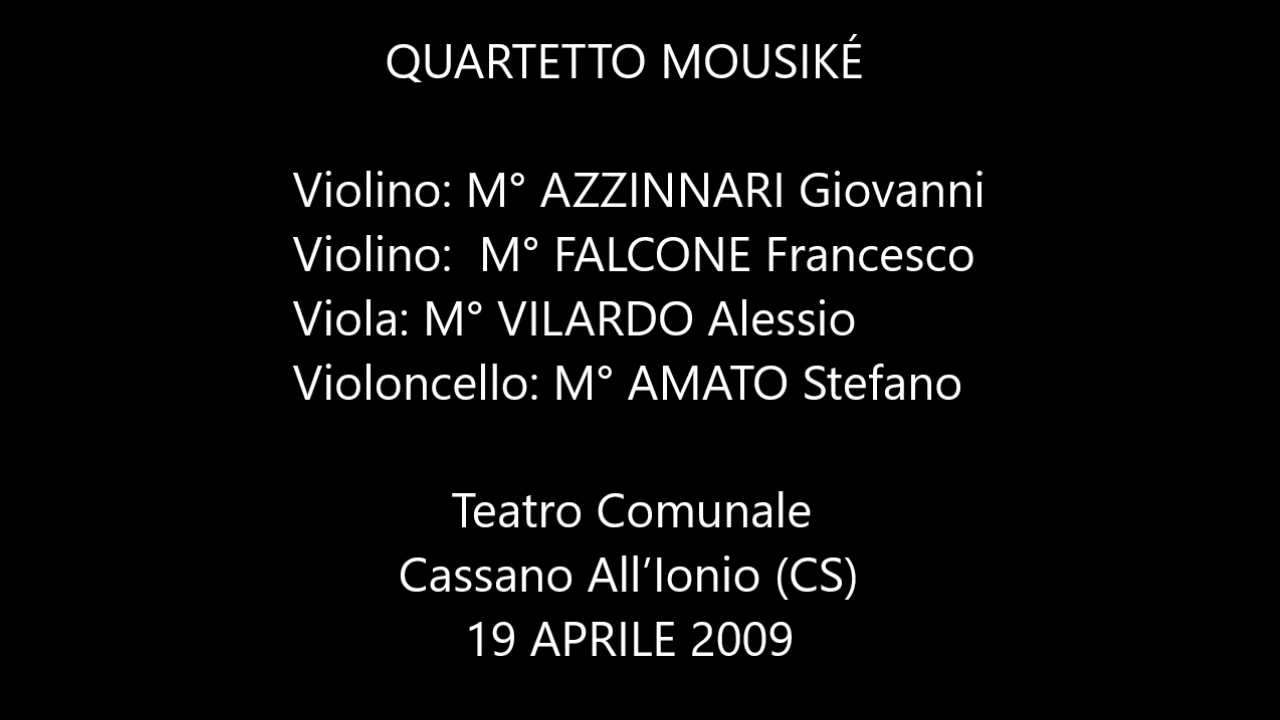 QUARTETTO MOUSIKÉ
Violino: M° AZZINNARI Giovanni
Violino:  M° FALCONE Francesco
Viola: M° VILARDO Alessio
Violoncello: M° AMATO Stefano
Teatro Comunale
Cassano All’Ionio (CS)
19 APRILE 2009